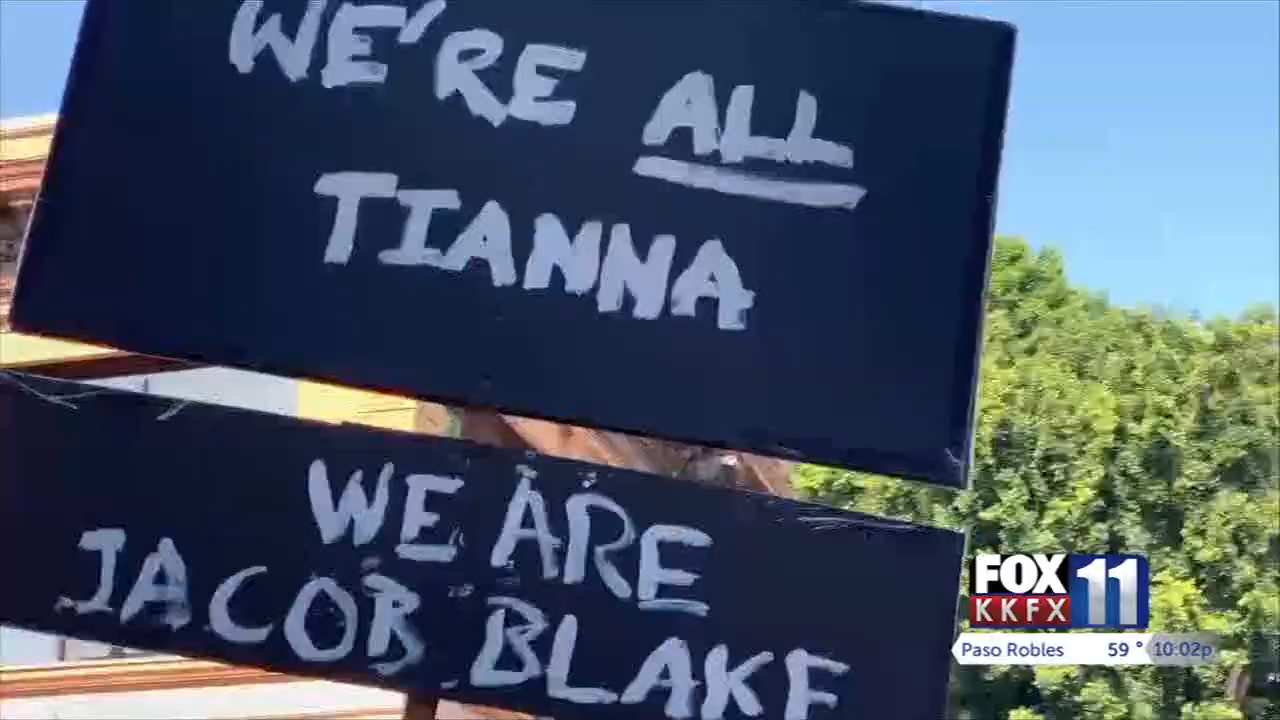 WE'RE ALL
TIANNA
WE ARE
JACOB BLAKE
FOX 11
KKFX
Paso Robles 59° 10:02p